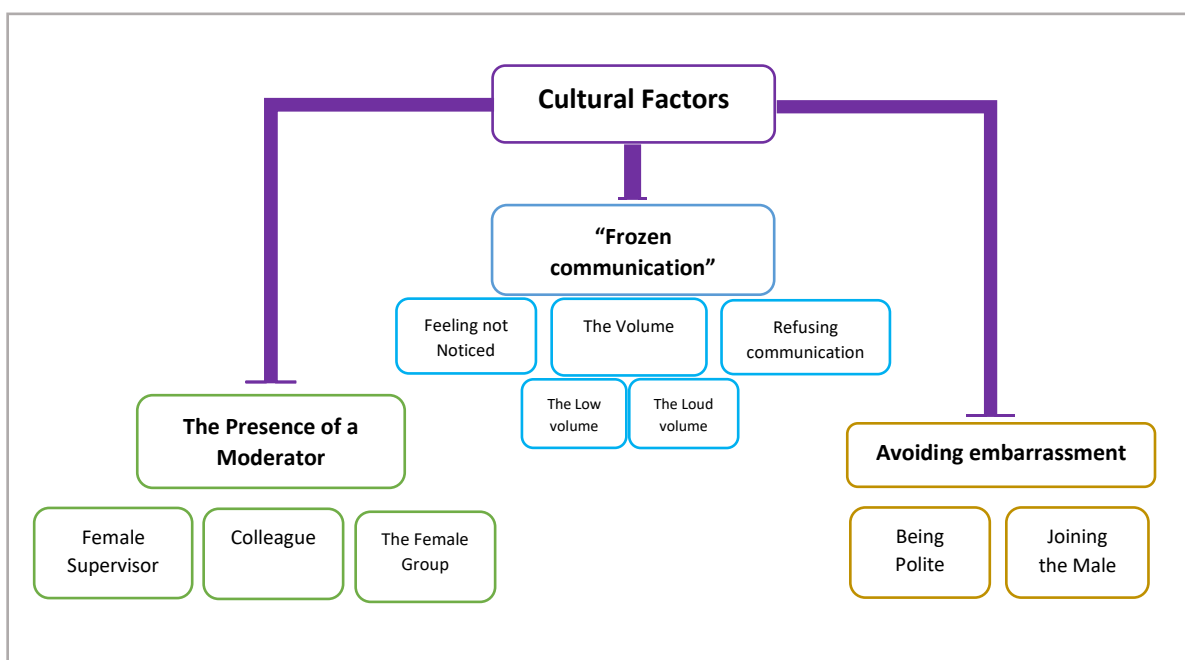 Cultural Factors
“Frozen
communication”
Feeling not
Noticed
The Volume
Refusing
communication
The Low
volume
The Loud
volume
The Presence of a
Moderator
Female
Supervisor
Colleague
The Female
Group
Avoiding embarrassment
Being
Polite
Joining
the Male